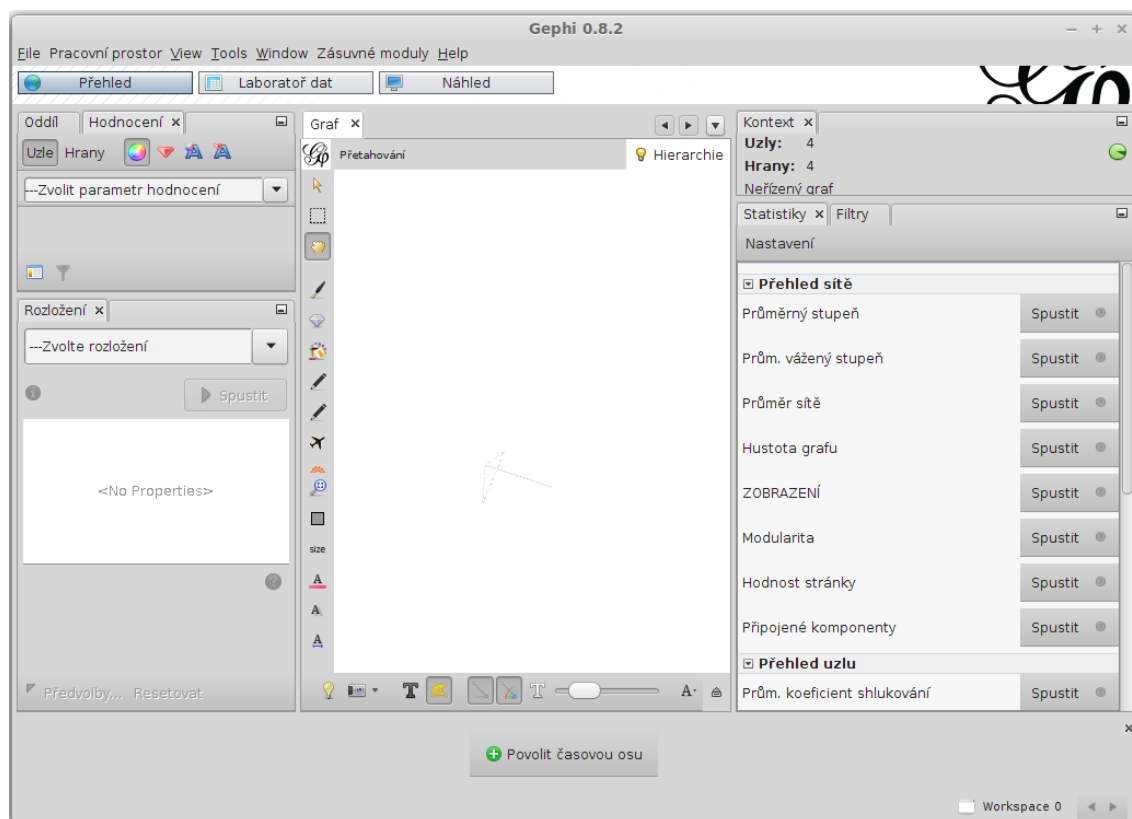 Gephi 0.8.2
File Pracovní prostor View Tools Window Zásuvné moduly Help
Přehled Laboratoř dat Náhled
Oddíl Hodnocení
Uzle Hrany
---Zvolit parametr hodnocení
Rozložení
---Zvolte rozložení
Spustit
<No Properties>
Předvolby... Resetovat
Graf
Přetahování Hierarchie
size
A
A
A
T T A
Kontext
Uzly: 4
Hrany: 4
Neřízený graf
Statistiky Filtry
Nastavení
Přehled sítě
Průměrný stupeň Spustit
Prům. vážený stupeň Spustit
Průměr sítě Spustit
Hustota grafu Spustit
ZOBRAZENÍ Spustit
Modularita Spustit
Hodnost stránky Spustit
Připojené komponenty Spustit
Přehled uzlu
Prům. koeficient shlukování Spustit
Povolit časovou osu
Workspace 0